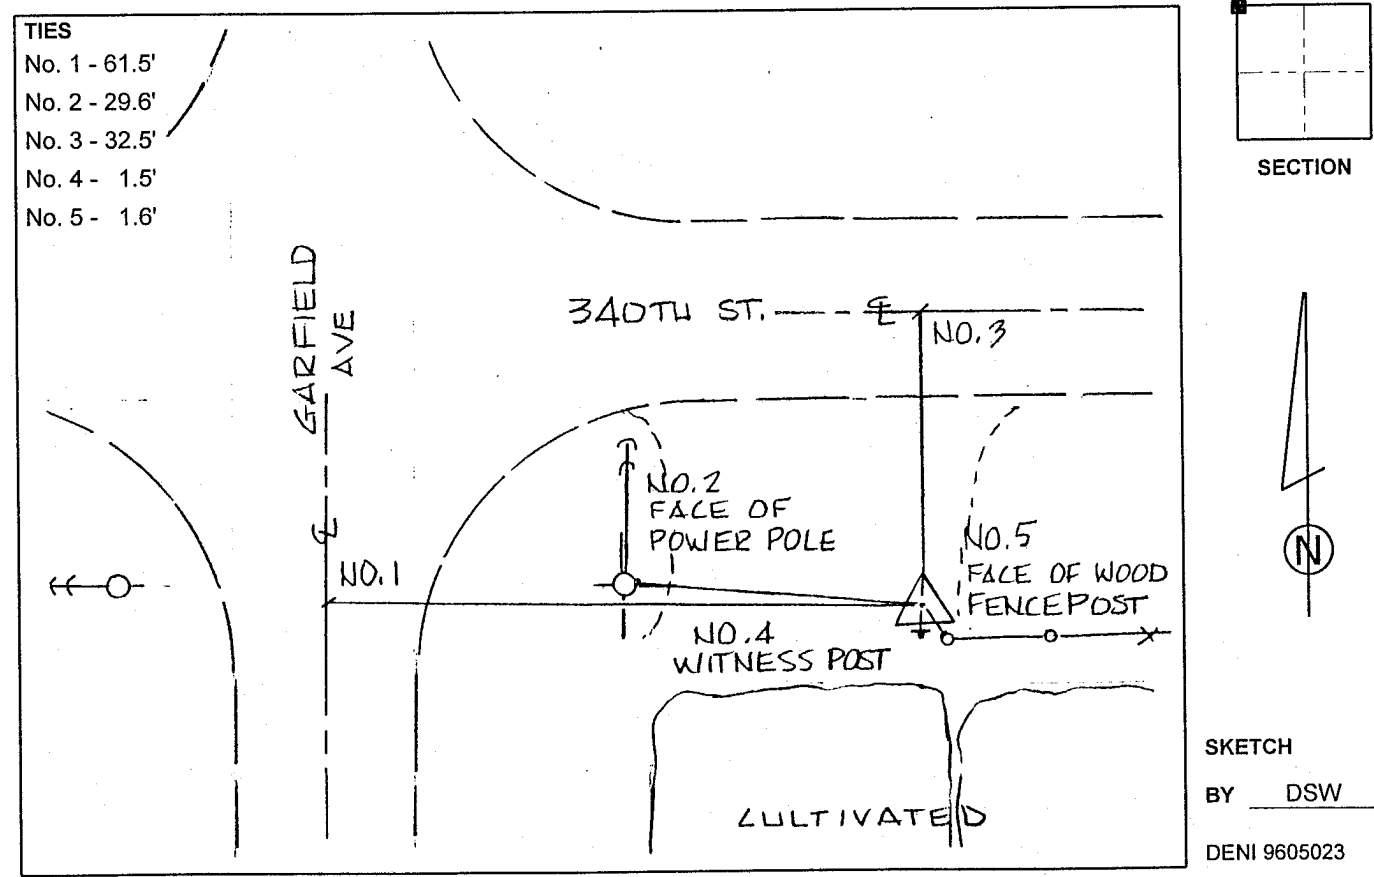 TIES
No. 1 - 61.5'
No. 2 - 29.6'
No. 3 - 32.5'
No. 4 - 1.5'
No. 5 - 1.6'
SECTION
GARFIELD
AVE
℄
340TH ST.
℄
NO.3
NO.1
NO.2
FACE OF
POWER POLE
NO.5
FACE OF WOOD
FENCEPOST
NO.4
WITNESS POST
CULTIVATED
N
SKETCH
BY DSW
DENI 9605023